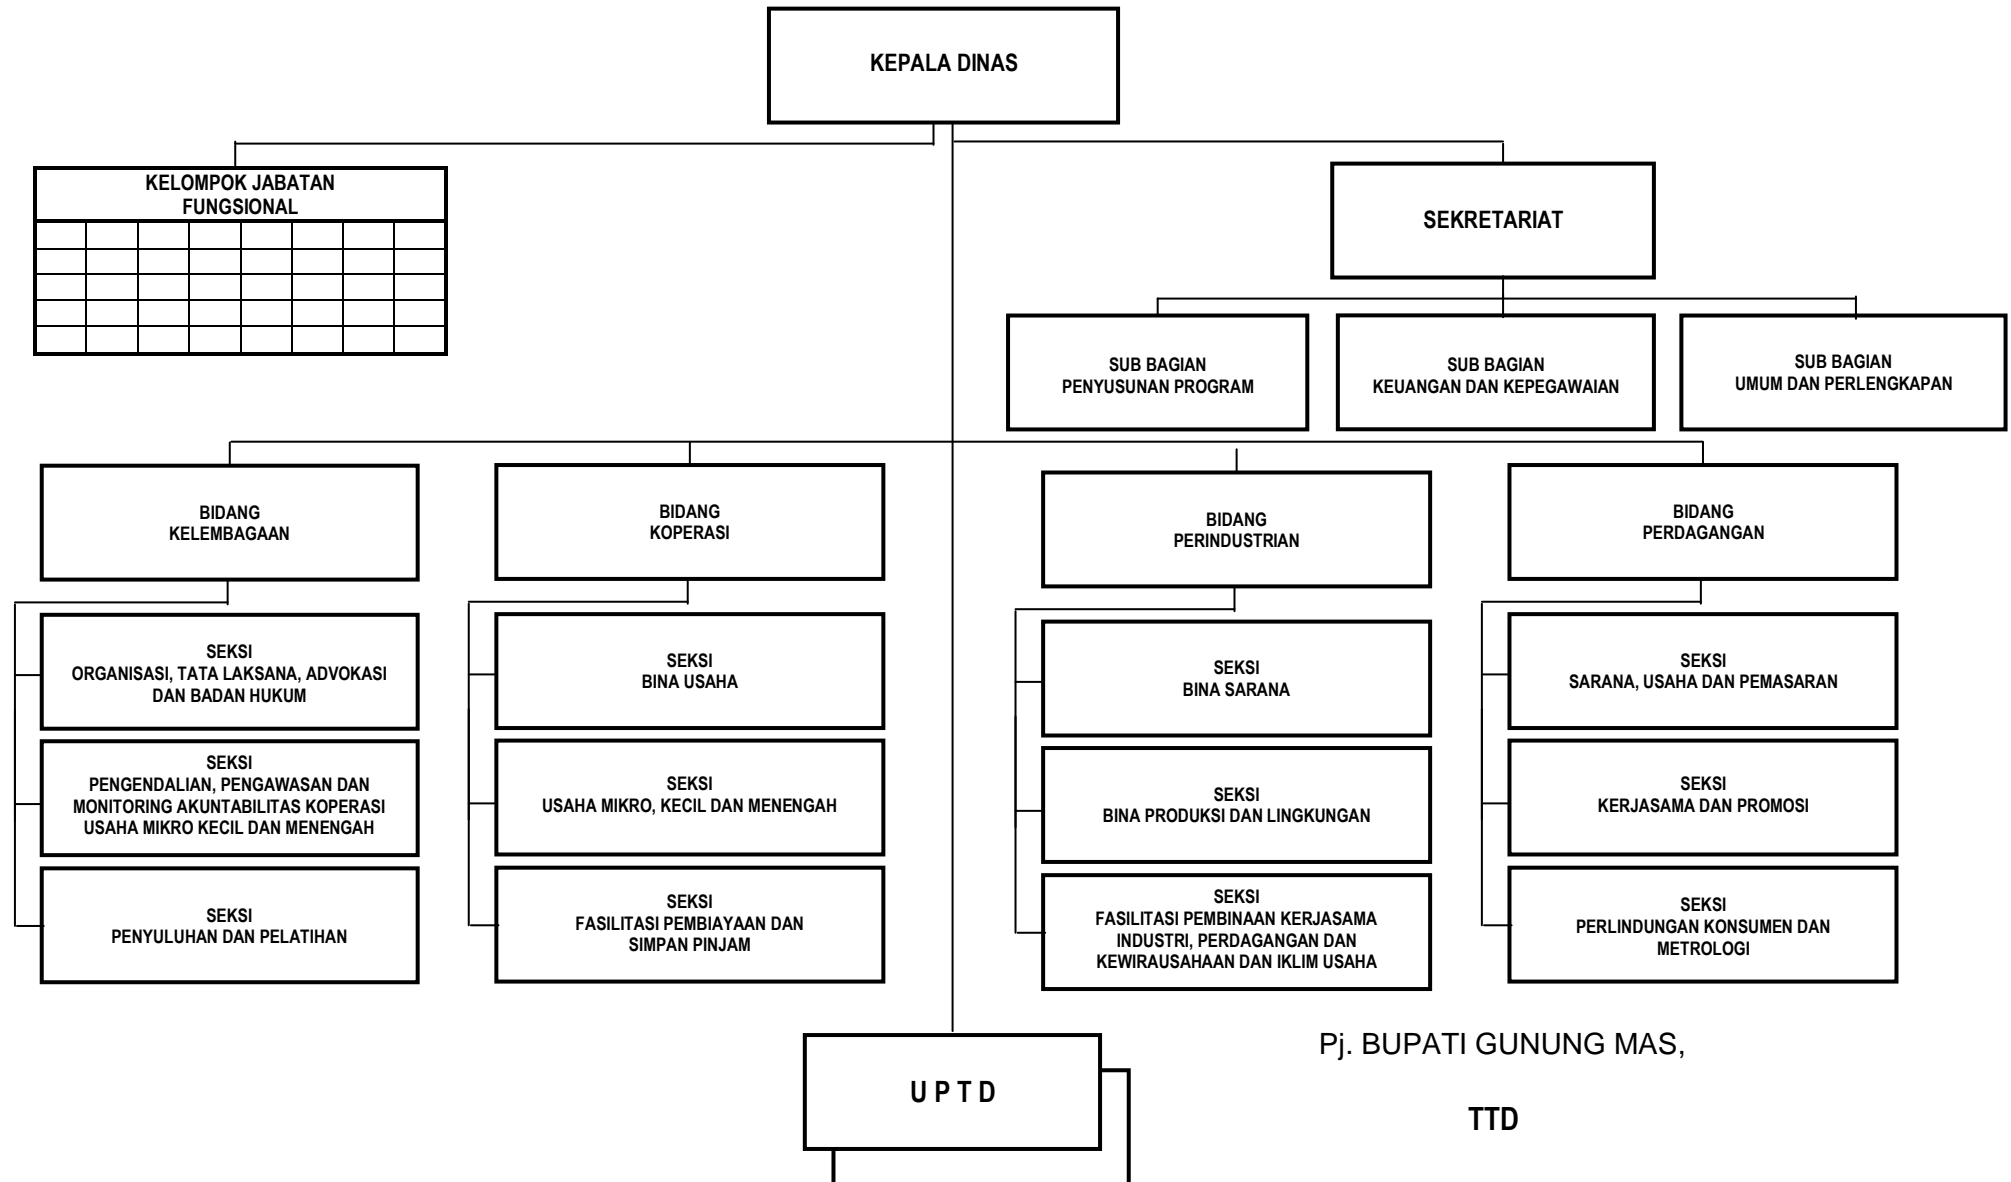 KEPALA DINAS
KELOMPOK JABATAN
FUNGSIONAL
SEKRETARIAT
SUB BAGIAN
PENYUSUNAN PROGRAM
SUB BAGIAN
KEUANGAN DAN KEPEGAWAIAN
SUB BAGIAN
UMUM DAN PERLENGKAPAN
BIDANG
KELEMBAGAAN
BIDANG
KOPERASI
BIDANG
PERINDUSTRIAN
BIDANG
PERDAGANGAN
SEKSI
ORGANISASI, TATA LAKSANA, ADVOKASI
DAN BADAN HUKUM
SEKSI
BINA USAHA
SEKSI
BINA SARANA
SEKSI
SARANA, USAHA DAN PEMASARAN
SEKSI
PENGENDALIAN, PENGAWASAN DAN
MONITORING AKUNTABILITAS KOPERASI
USAHA MIKRO KECIL DAN MENENGAH
SEKSI
USAHA MIKRO, KECIL DAN MENENGAH
SEKSI
BINA PRODUKSI DAN LINGKUNGAN
SEKSI
KERJASAMA DAN PROMOSI
SEKSI
PENYULUHAN DAN PELATIHAN
SEKSI
FASILITASI PEMBIAYAAN DAN
SIMPAN PINJAM
SEKSI
FASILITASI PEMBINAAN KERJASAMA
INDUSTRI, PERDAGANGAN DAN
KEWIRAUSAHAAN DAN IKLIM USAHA
SEKSI
PERLINDUNGAN KONSUMEN DAN
METROLOGI
U P T D
Pj. BUPATI GUNUNG MAS,
TTD